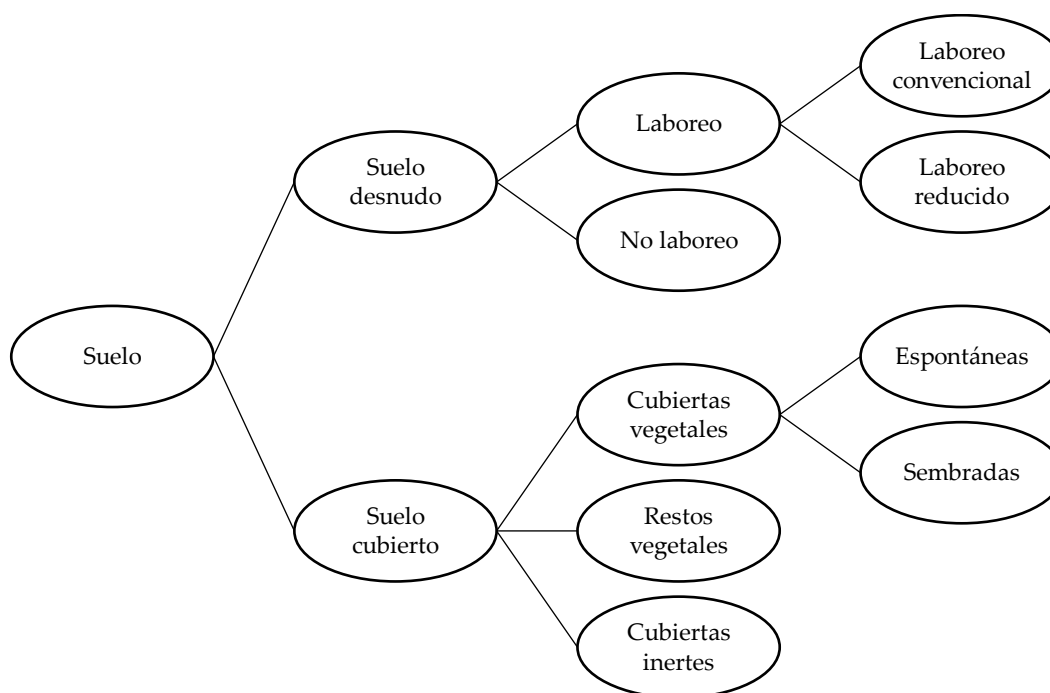 Suelo
Suelo
desnudo
Laboreo
Laboreo
convencional
Laboreo
reducido
No laboreo
Suelo
cubierto
Cubiertas
vegetales
Espontáneas
Sembradas
Restos
vegetales
Cubiertas
inertes